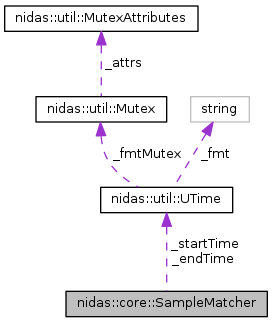 nidas::util::MutexAttributes
_attrs
nidas::util::Mutex
string
_fmtMutex
_fmt
nidas::util::UTime
_startTime
_endTime
nidas::core::SampleMatcher